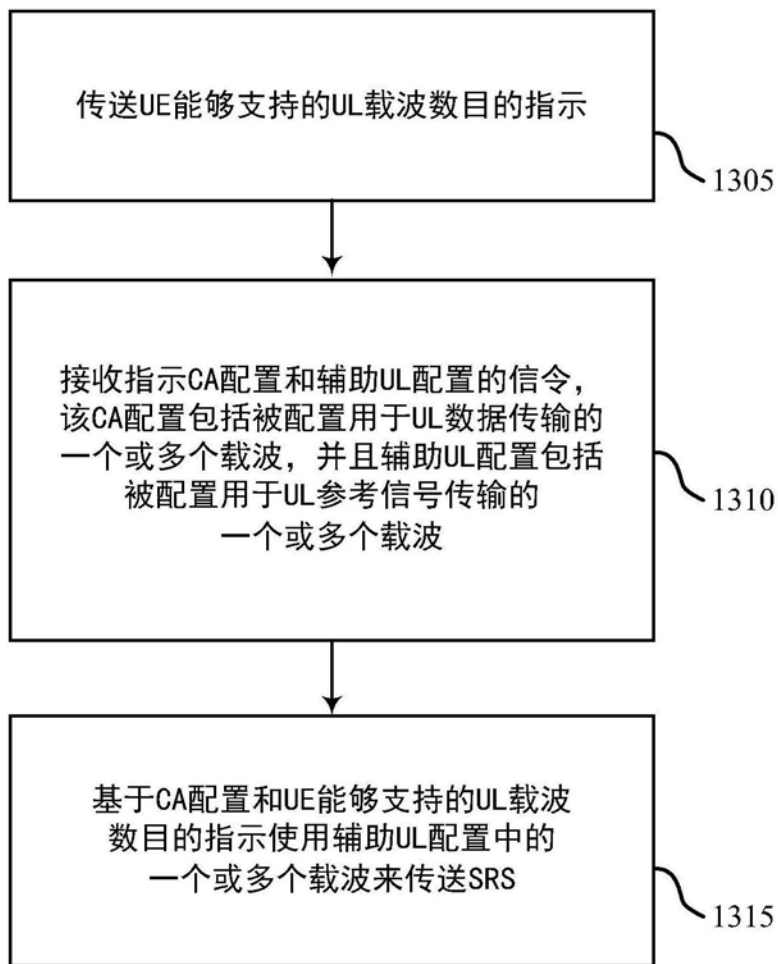 传送UE能够支持的UL载波数目的指示
1305
接收指示CA配置和辅助UL配置的信令，
该CA配置包括被配置用于UL数据传输的
一个或多个载波，并且辅助UL配置包括
被配置用于UL参考信号传输的
一个或多个载波
1310
基于CA配置和UE能够支持的UL载波
数目的指示使用辅助UL配置中的
一个或多个载波来传送SRS
1315